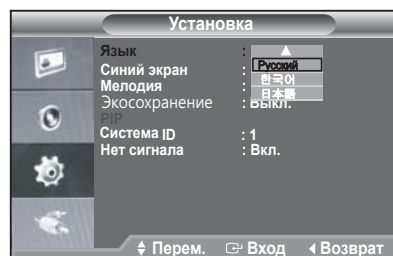 Установка
Язык :
Русский
한국어
日本語
Синий экран :
Мелодия :
Экосохранение : Выкл.
PIP
Система ID : 1
Нет сигнала : Вкл.
Перем. Вход Возврат